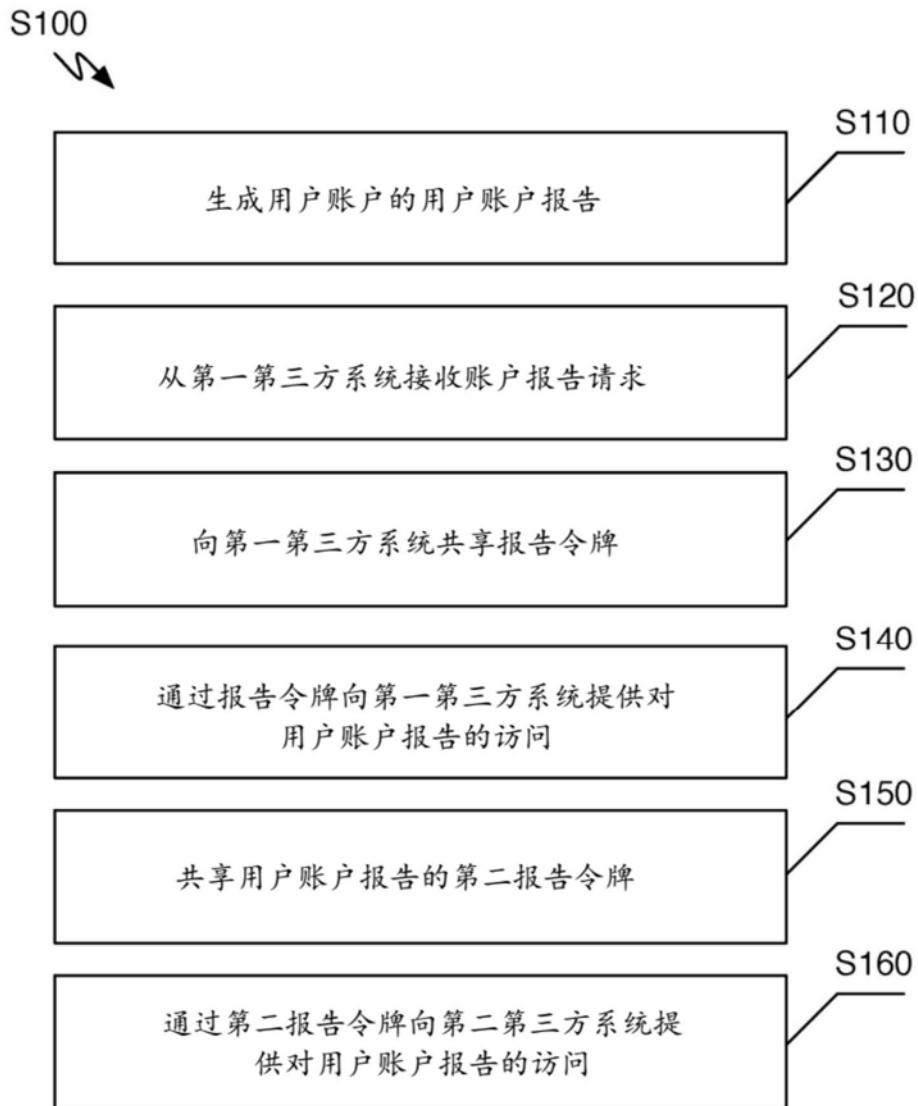 S100
S110
生成用户账户的用户账户报告
S120
从第一第三方系统接收账户报告请求
S130
向第一第三方系统共享报告令牌
S140
通过报告令牌向第一第三方系统提供对
用户账户报告的访问
S150
共享用户账户报告的第二报告令牌
S160
通过第二报告令牌向第二第三方系统提
供对用户账户报告的访问